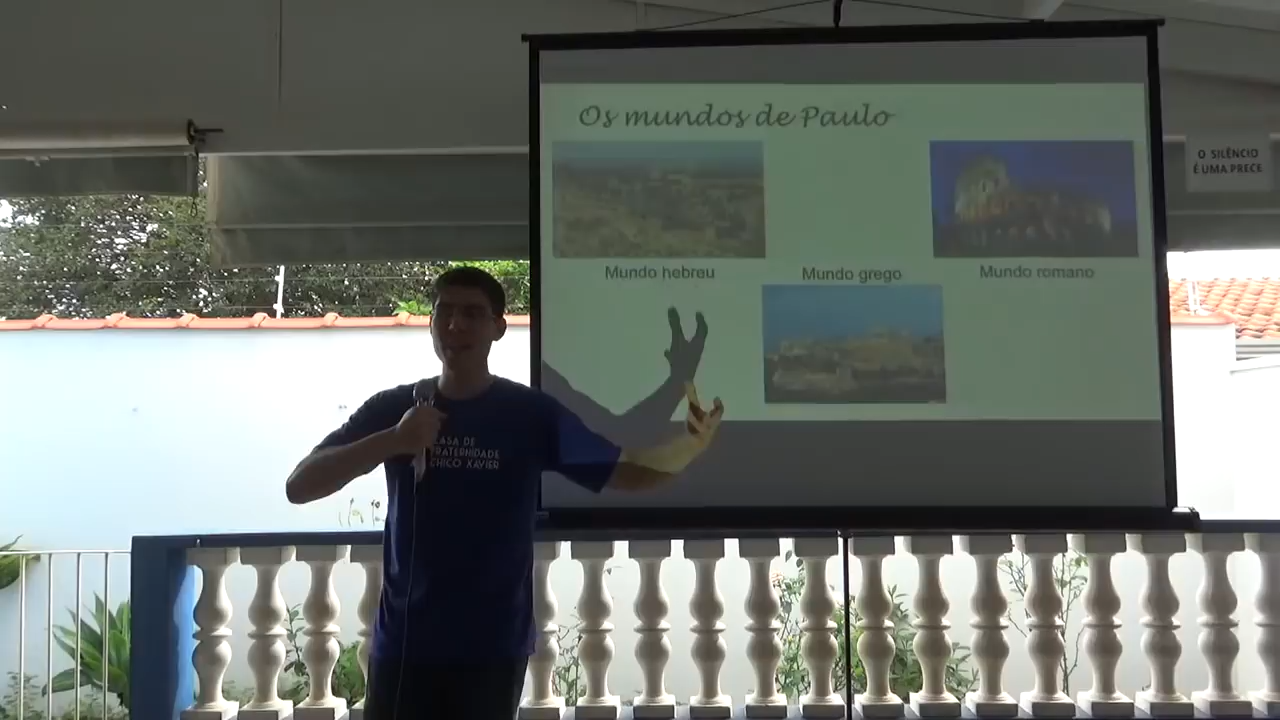 Os mundos de Paulo
Mundo hebreu
Mundo grego
Mundo romano
O SILÊNCIO
É UMA PRECE
CASA DE
FRATERNIDADE
CHICO XAVIER